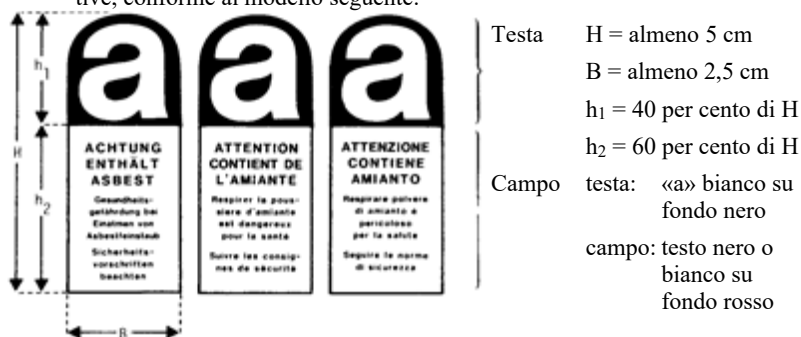 tive, conforme al modello seguente:
H
h1
h2
B
a
ACHTUNG
ENTHÄLT
ASBEST
Gesundheits-
gefährdung bei
Einatmen von
Asbestfeinstaub
Sicherheits-
vorschriften
beachten
a
ATTENTION
CONTIENT DE
L'AMIANTE
Respirer la pous-
sière d'amiante
est dangereux
pour la santé
Suivre les consig-
nes de sécurité
a
ATTENZIONE
CONTIENE
AMIANTO
Respirare polvere
di amianto è
pericoloso
per la salute
Seguire le norme
di sicurezza
Testa H = almeno 5 cm
B = almeno 2,5 cm
h1 = 40 per cento di H
h2 = 60 per cento di H
Campo testa: «a» bianco su
fondo nero
campo: testo nero o
bianco su
fondo rosso